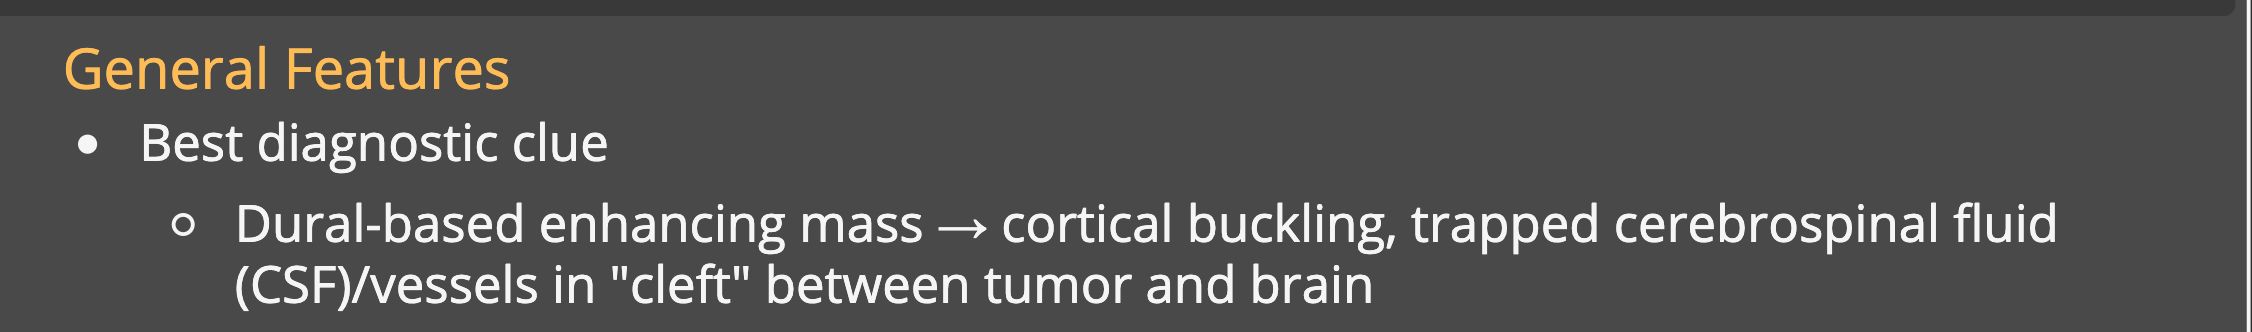 General Features
• Best diagnostic clue
○ Dural-based enhancing mass → cortical buckling, trapped cerebrospinal fluid
(CSF)/vessels in "cleft" between tumor and brain